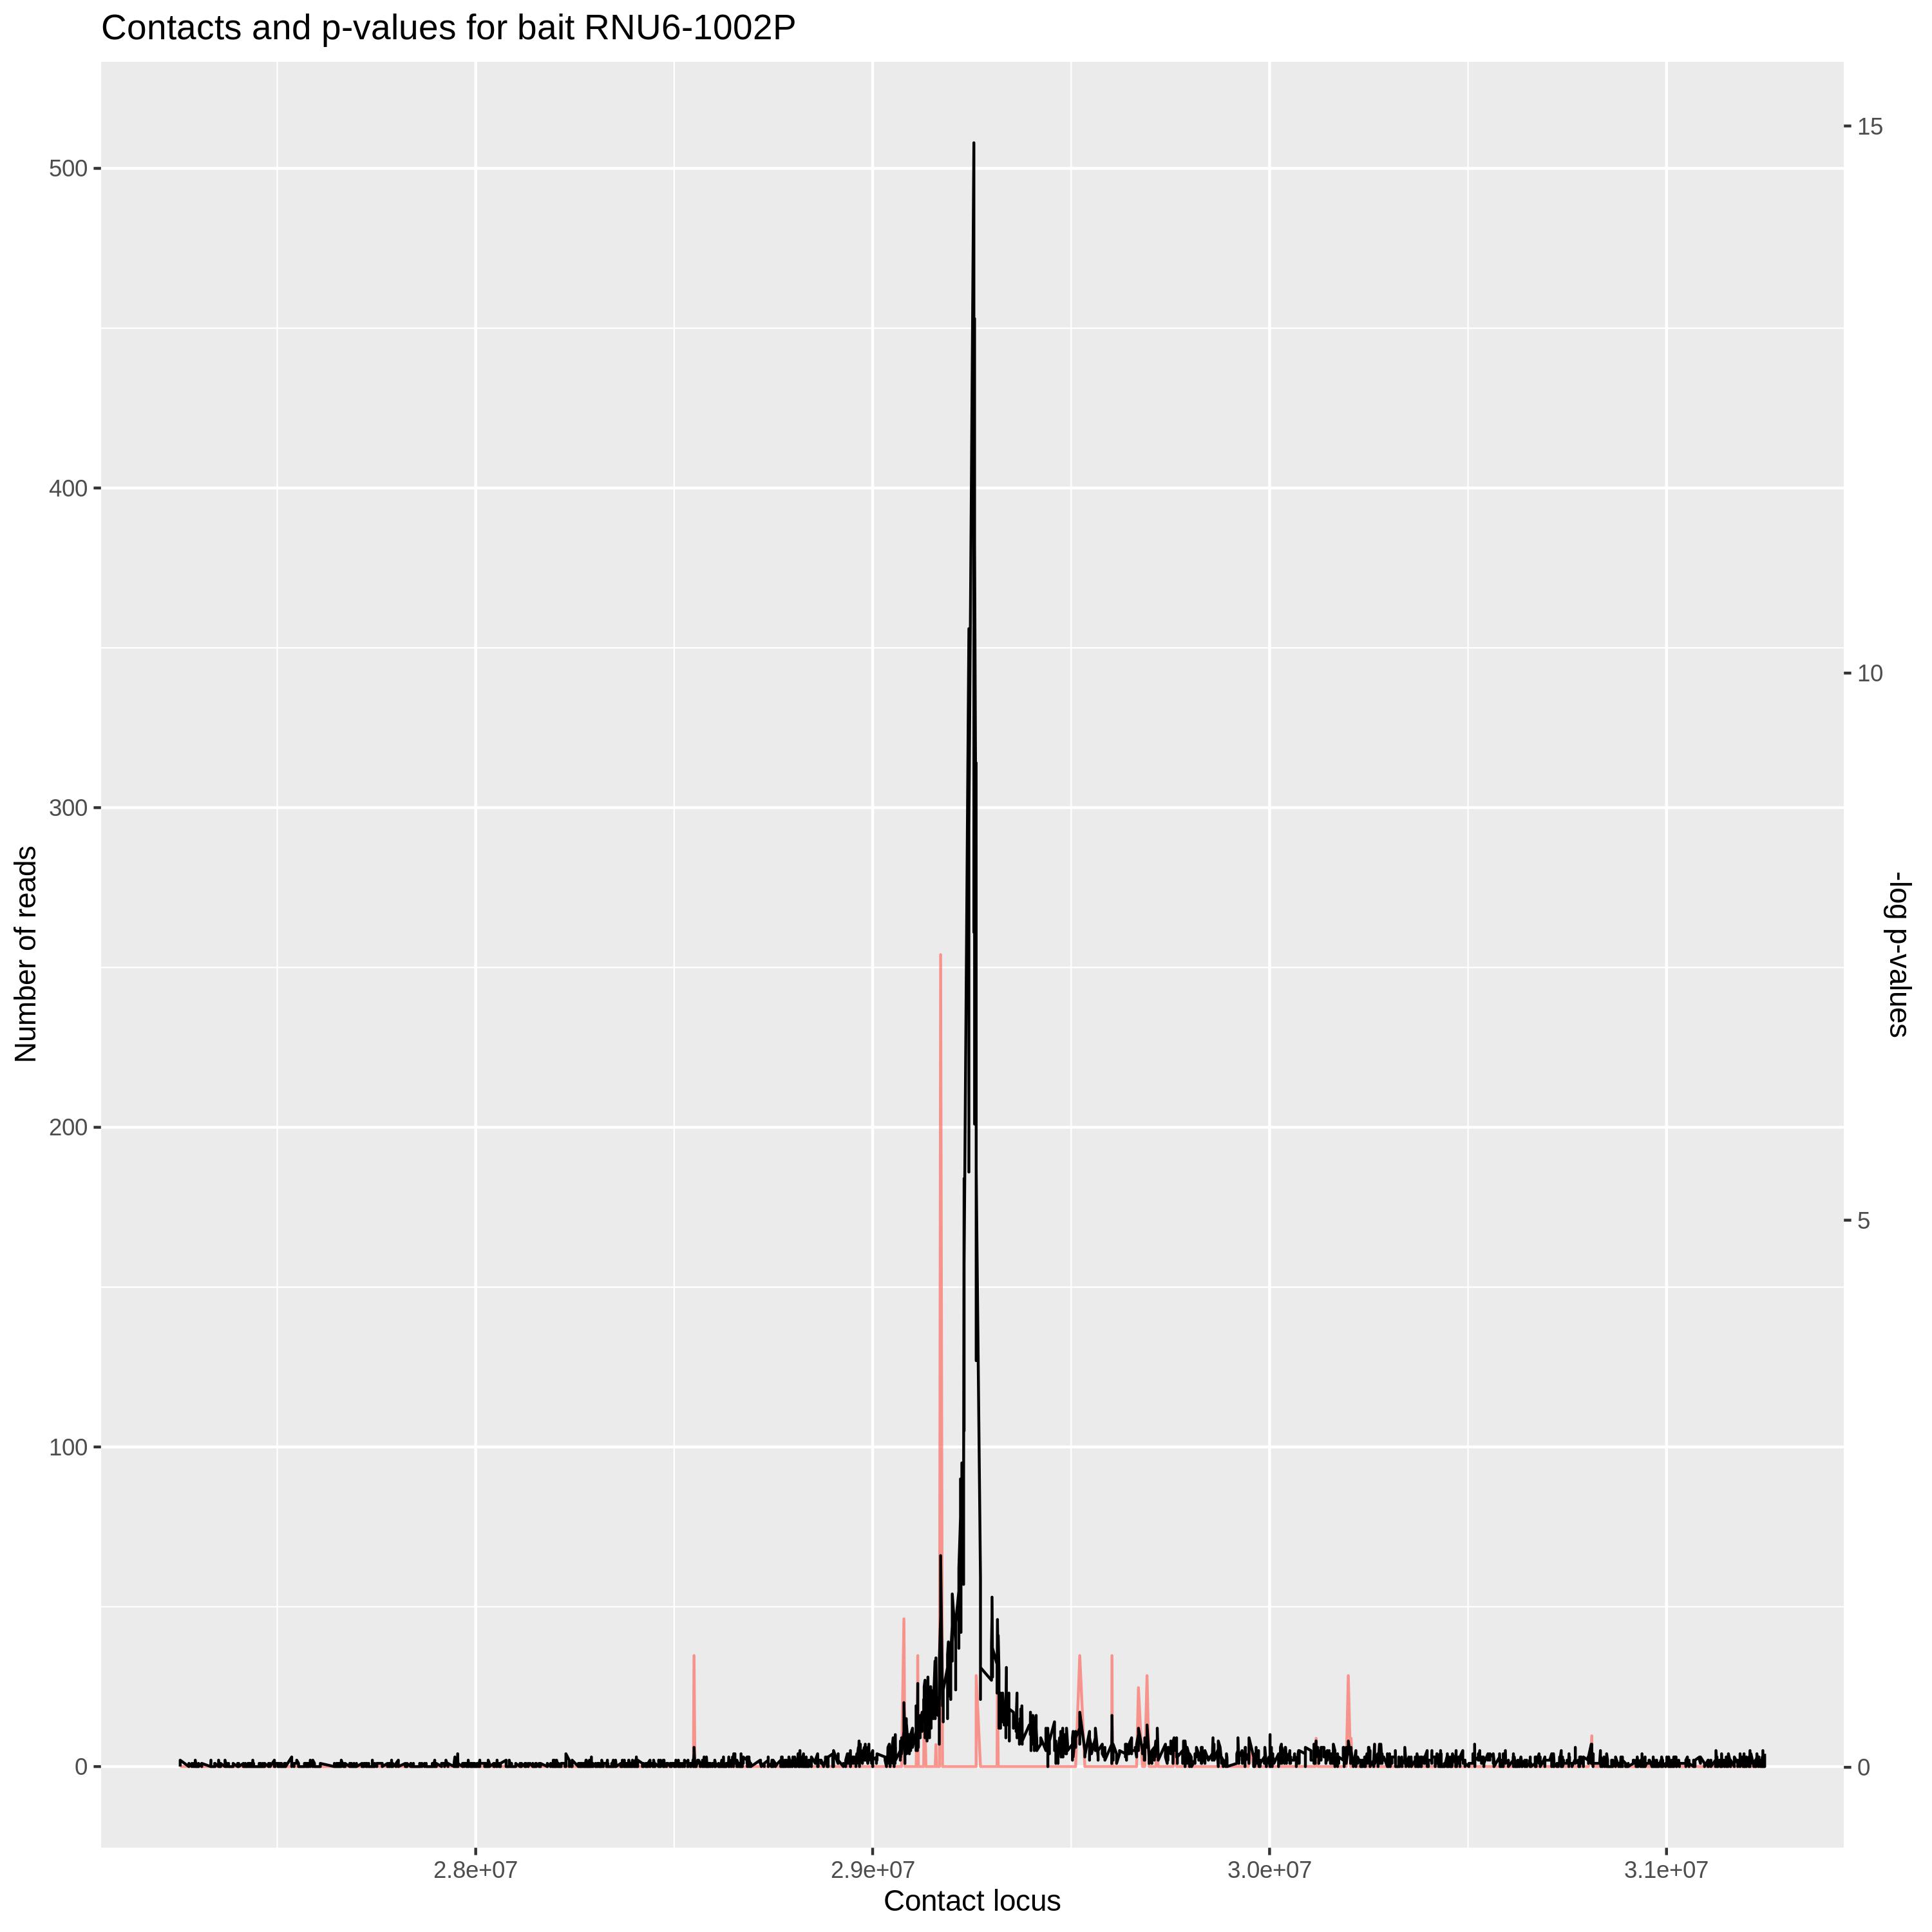 Contacts and p-values for bait RNU6-1002P
500
400
300
200
100
0
Number of reads
15
10
5
0
-log p-values
2.8e+07
2.9e+07
3.0e+07
3.1e+07
Contact locus